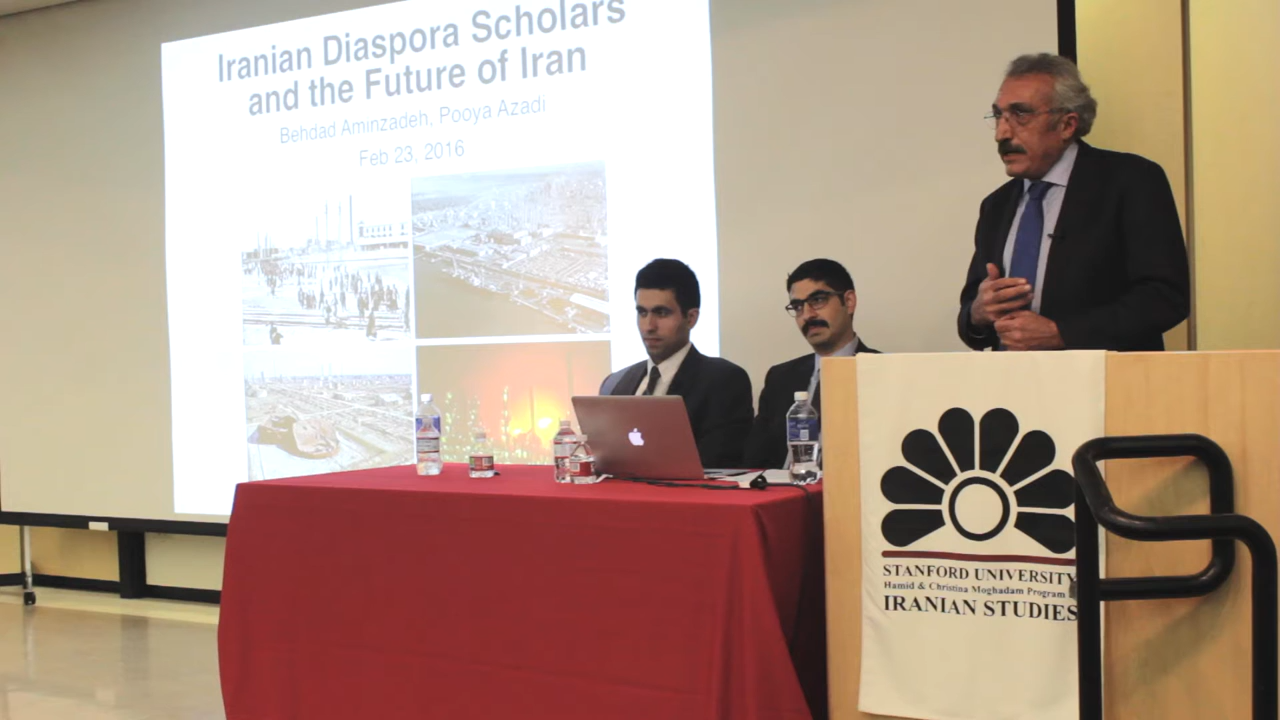 Iranian Diaspora Scholars
and the Future of Iran
Behdad Aminzadeh, Pooya Azadi
Feb 23, 2016
STANFORD UNIVERSITY
Hamid & Christina Moghadam Program
IRANIAN STUDIES